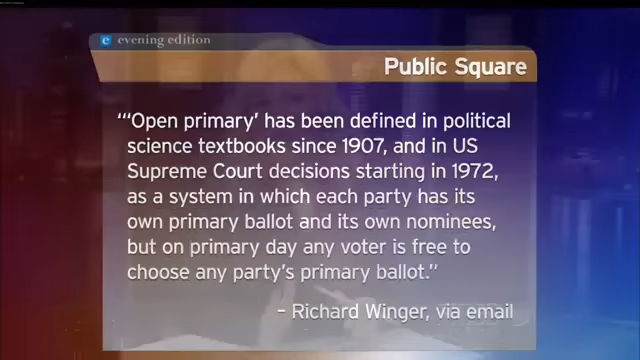 e evening edition
Public Square
“‘Open primary’ has been defined in political
science textbooks since 1907, and in US
Supreme Court decisions starting in 1972,
as a system in which each party has its
own primary ballot and its own nominees,
but on primary day any voter is free to
choose any party’s primary ballot.”
– Richard Winger, via email